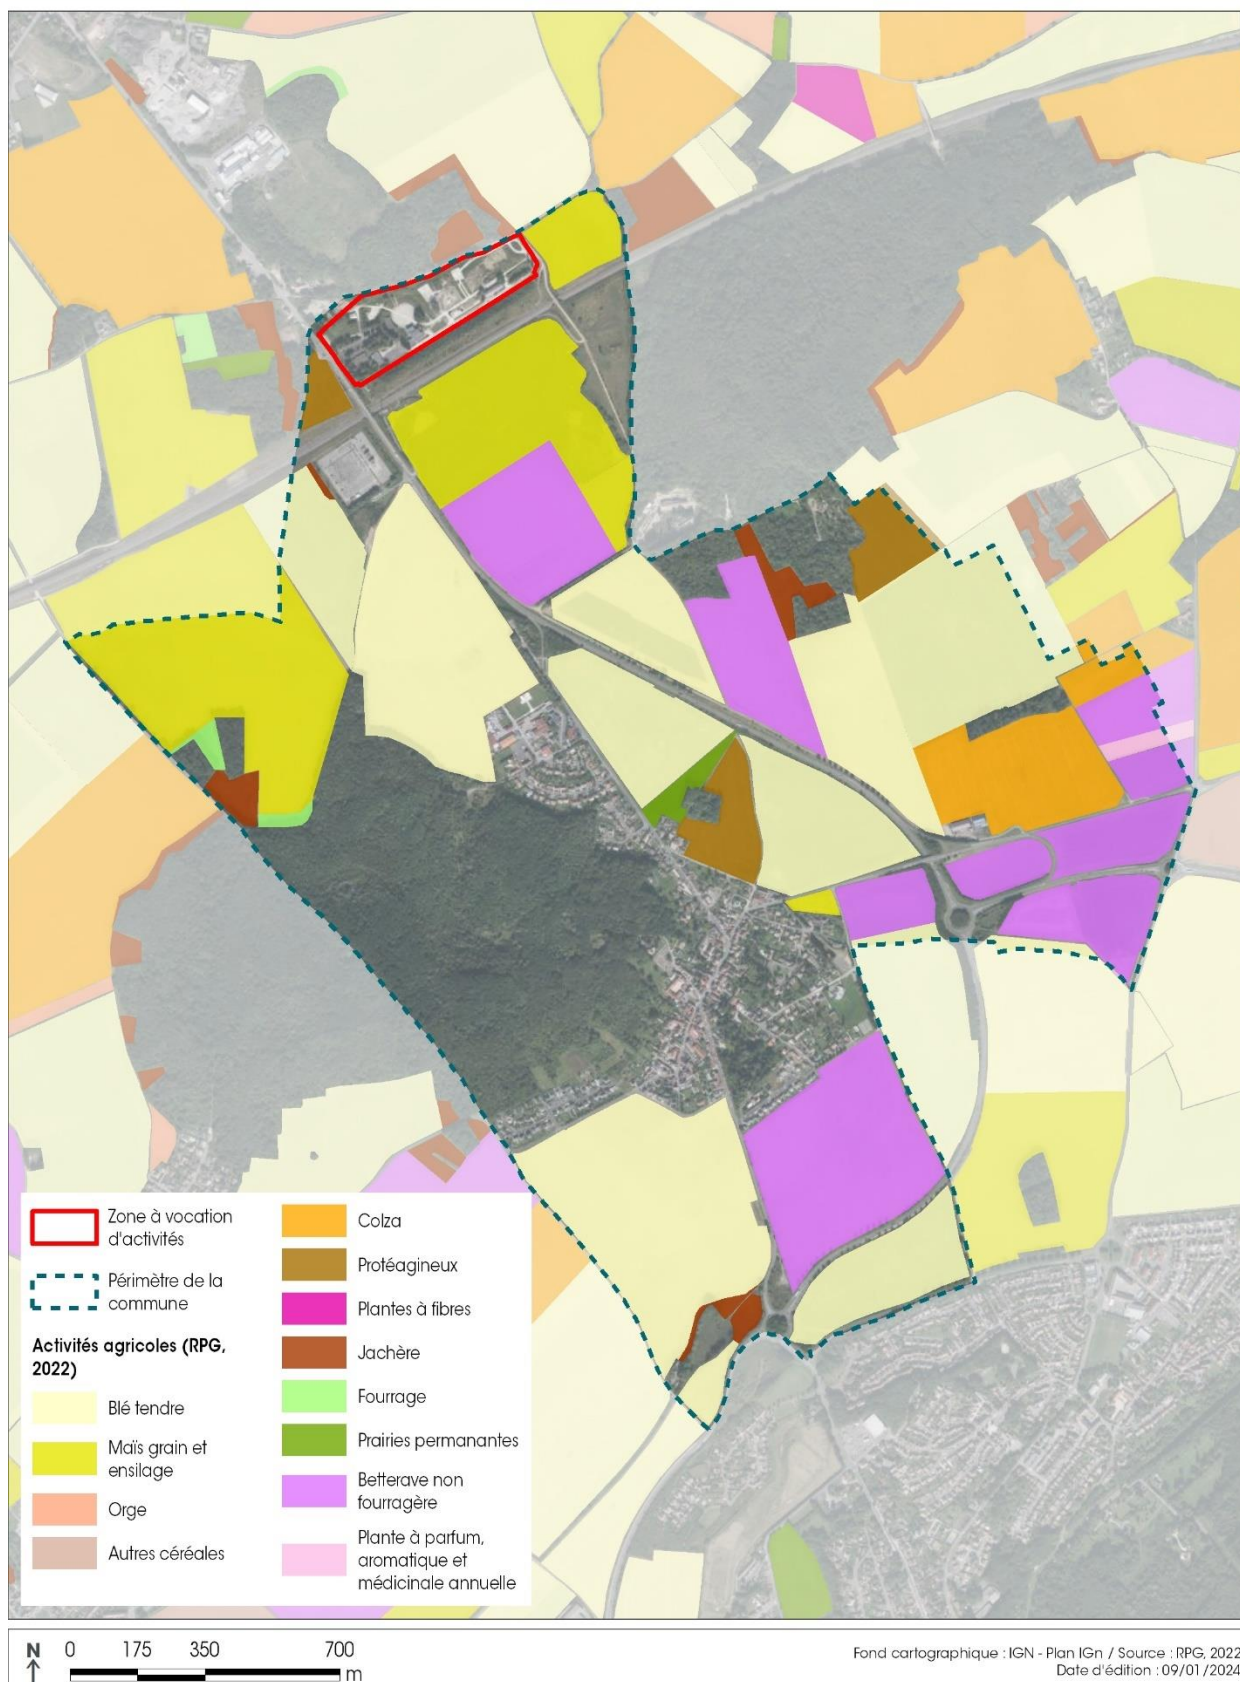 Zone à vocation
d'activités
Périmètre de la
commune
Activités agricoles (RPG,
2022)
Blé tendre
Maïs grain et
ensilage
Orge
Autres céréales
Colza
Protéagineux
Plantes à fibres
Jachère
Fourrage
Prairies permanantes
Betterave non
fourragère
Plante à parfum,
aromatique et
médicinale annuelle
N 0 175 350 700
m
Fond cartographique : IGN - Plan IGn / Source : RPG, 2022
Date d'édition : 09/01/2024